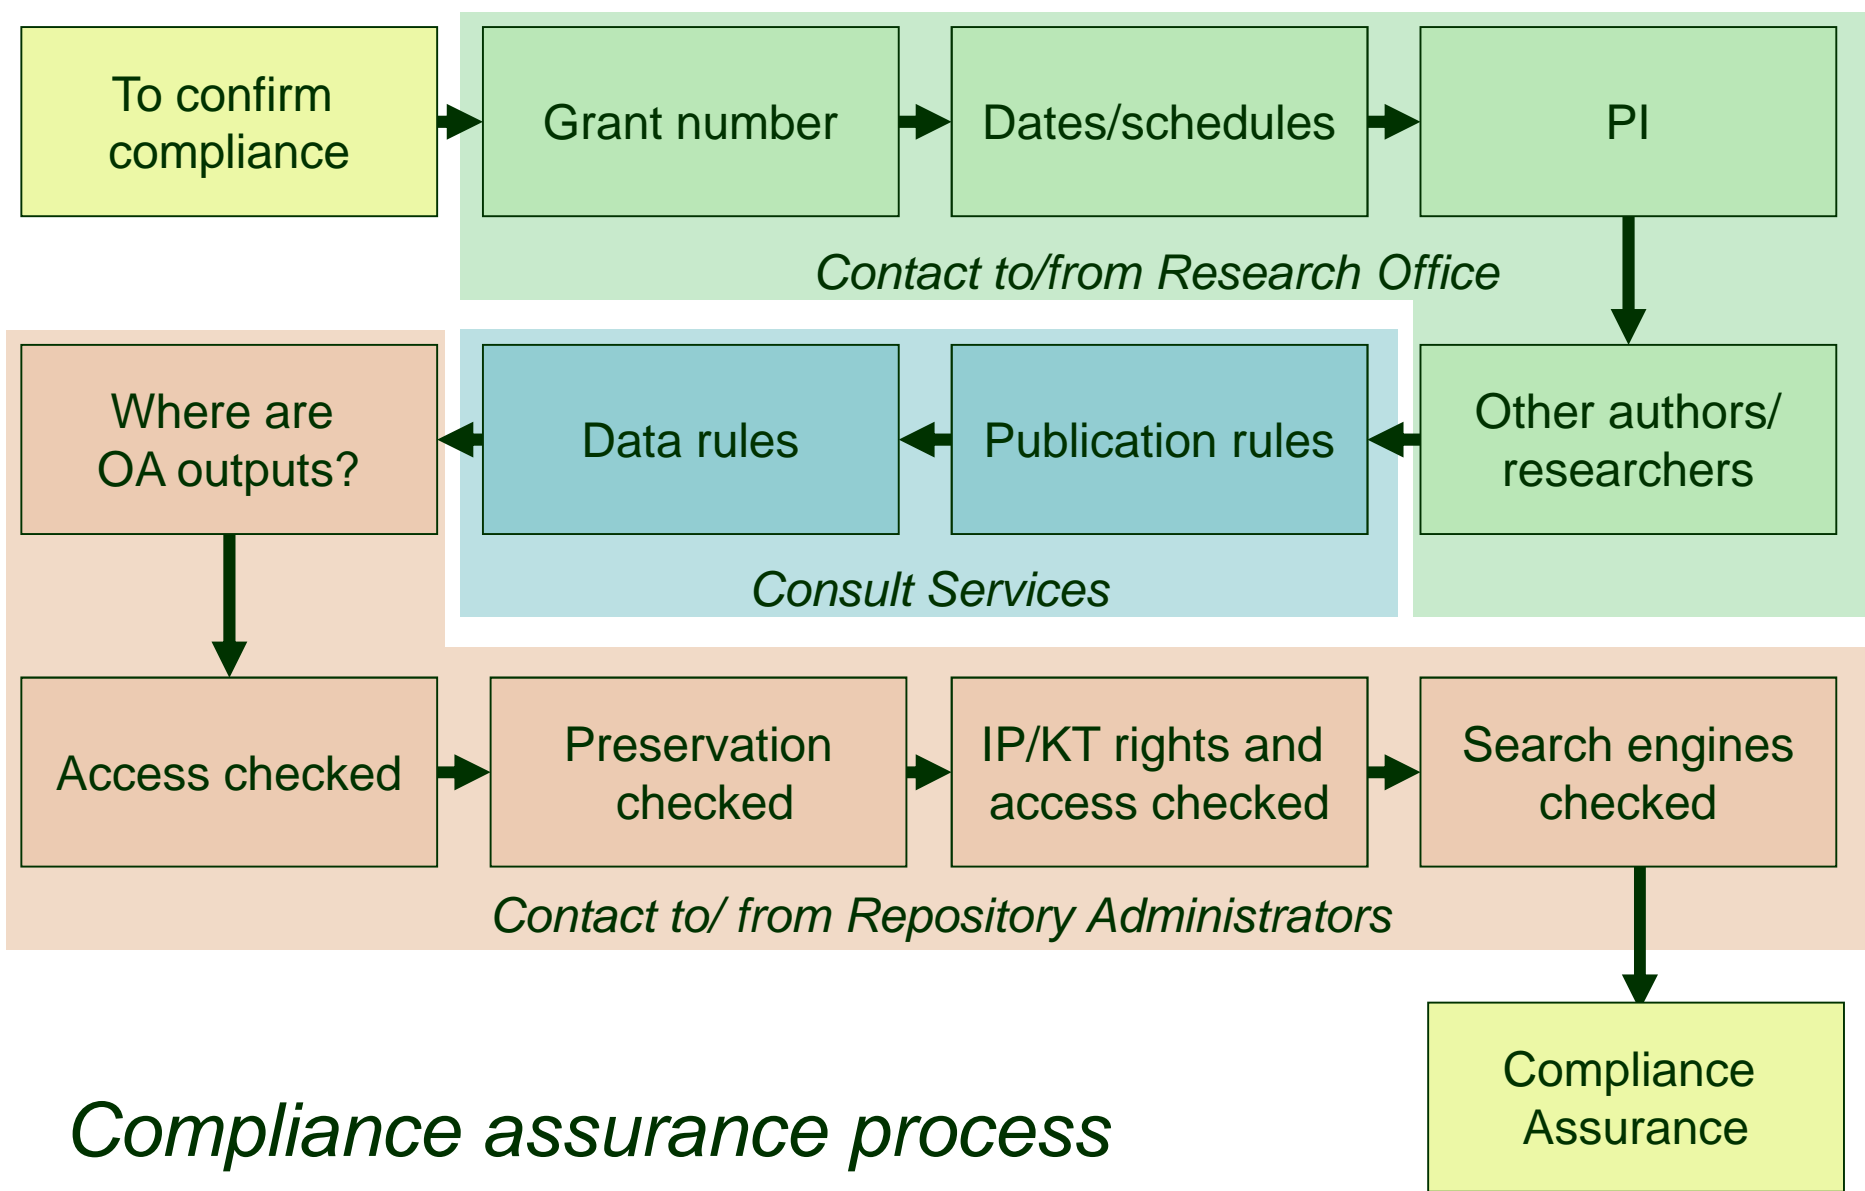 To confirm
compliance
Grant number
Dates/schedules
PI
Contact to/from Research Office
Where are
OA outputs?
Data rules
Publication rules
Other authors/
researchers
Consult Services
Access checked
Preservation
checked
IP/KT rights and
access checked
Search engines
checked
Contact to/ from Repository Administrators
Compliance
Assurance
Compliance assurance process